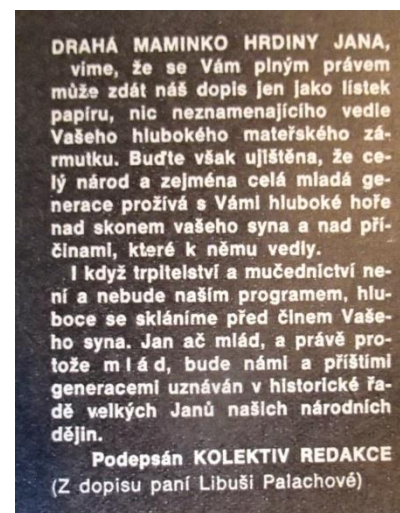 DRAHÁ MAMINKO HRDINY JANA,
víme, že se Vám plným právem
může zdát náš dopis jen jako lístek
papíru, nic neznamenajícího vedle
Vašeho hlubokého mateřského zá-
rmutku. Buďte však ujištěna, že ce-
lý národ a zejména celá mladá ge-
nerace prožívá s Vámi hluboké hoře
nad skonem vašeho syna a nad pří-
činami, které k němu vedly.
I když trpitelství a mučednictví ne-
ní a nebude naším programem, hlu-
boce se skláníme před činem Vaše-
ho syna. Jan ač mlád, a právě pro-
tože m l á d, bude námi a příštími
generacemi uznáván v historické řa-
dě velkých Janů našich národních
dějin.
Podepsán KOLEKTIV REDAKCE
(Z dopisu paní Libuši Palachové)